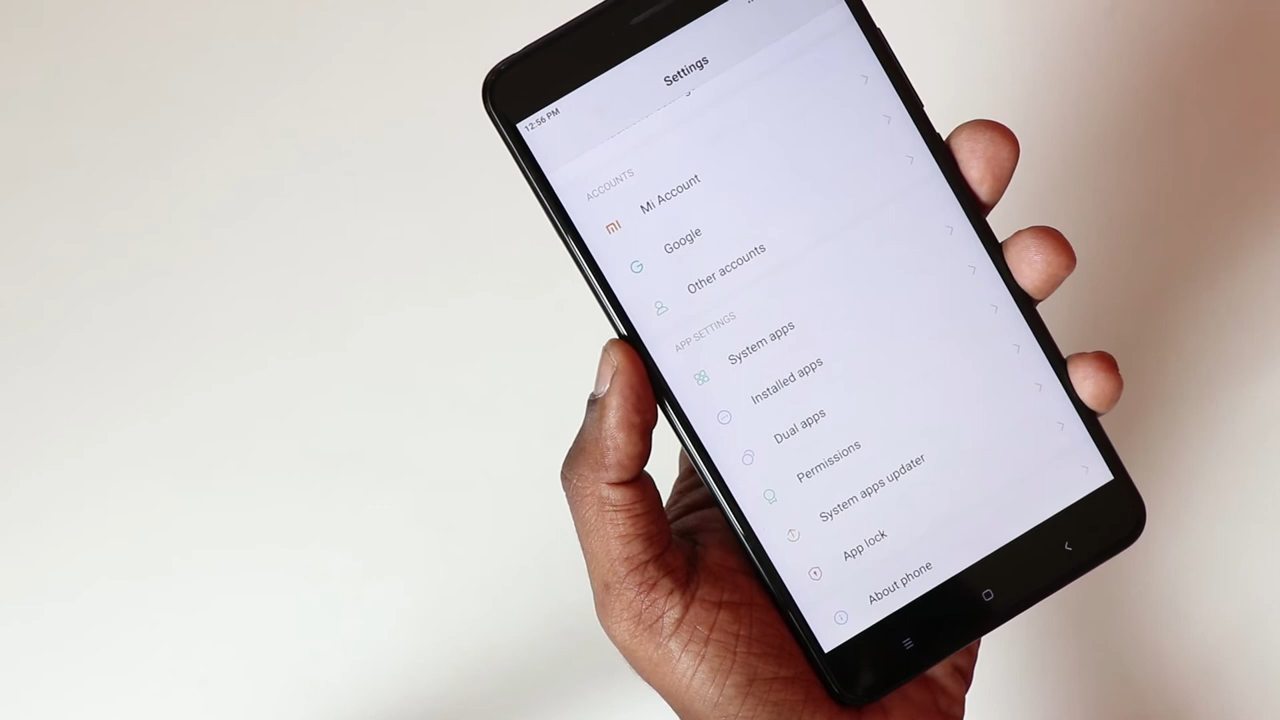 12:56 PM
Settings
ACCOUNTS
Mi Account
Google
Other accounts
APP SETTINGS
System apps
Installed apps
Dual apps
Permissions
System apps updater
App lock
About phone